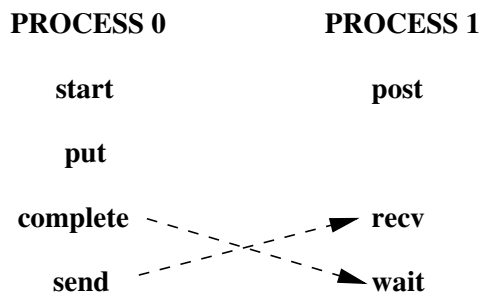 PROCESS 0 PROCESS 1
start post
put
complete recv
send wait